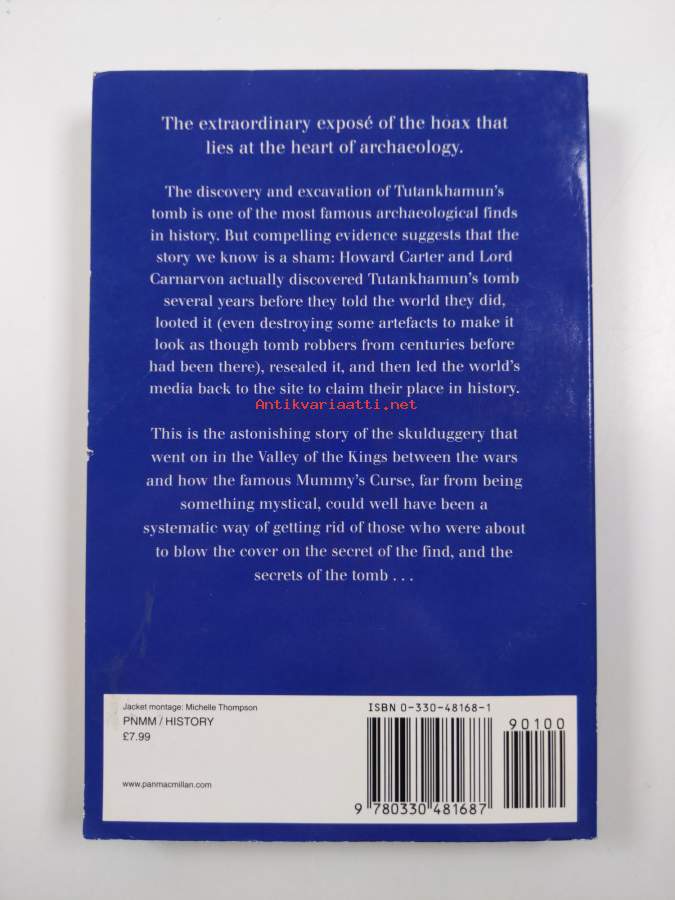 The extraordinary exposé of the hoax that
lies at the heart of archaeology.
The discovery and excavation of Tutankhamun's
tomb is one of the most famous archaeological finds
in history. But compelling evidence suggests that the
story we know is a sham: Howard Carter and Lord
Carnarvon actually discovered Tutankhamun's tomb
several years before they told the world they did,
looted it (even destroying some artefacts to make it
look as though tomb robbers from centuries before
had been there), resealed it, and then led the world's
media back to the site to claim their place in history.
Antikvariaatti.net
This is the astonishing story of the skulduggery that
went on in the Valley of the Kings between the wars
and how the famous Mummy's Curse, far from being
something mystical, could well have been a
systematic way of getting rid of those who were about
to blow the cover on the secret of the find, and the
secrets of the tomb . . .
Jacket montage: Michelle Thompson
PNMM / HISTORY
£7.99
www.panmacmillan.com
ISBN 0-330-48168-1
90100
9 780330 481687